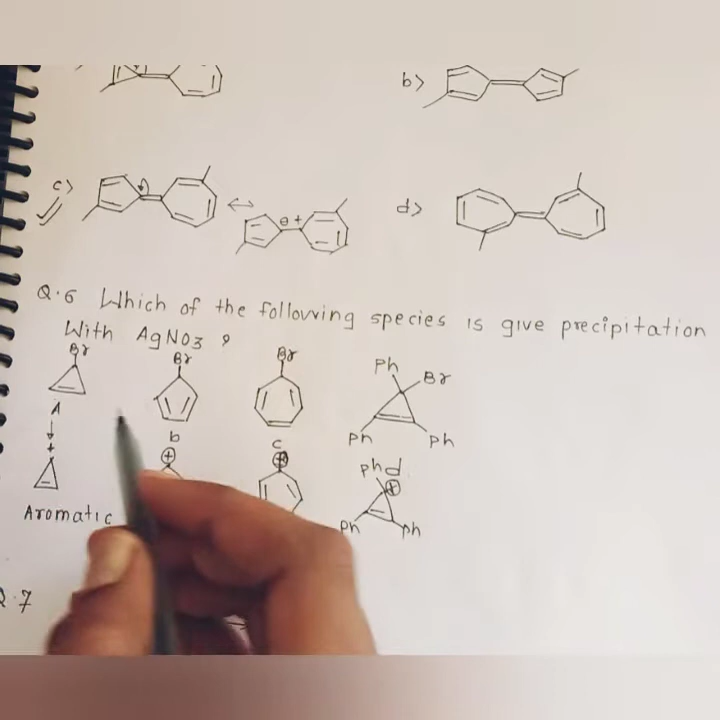 b>
c>
⊖ +
d>
Q.6 Which of the following species is give precipitation
With AgNO3 ?
Br Br Br Ph Br
Ph Ph
A b c d
+ ⊕ ⊕ Ph ⊕
Ph Ph
Aromatic
Q.7